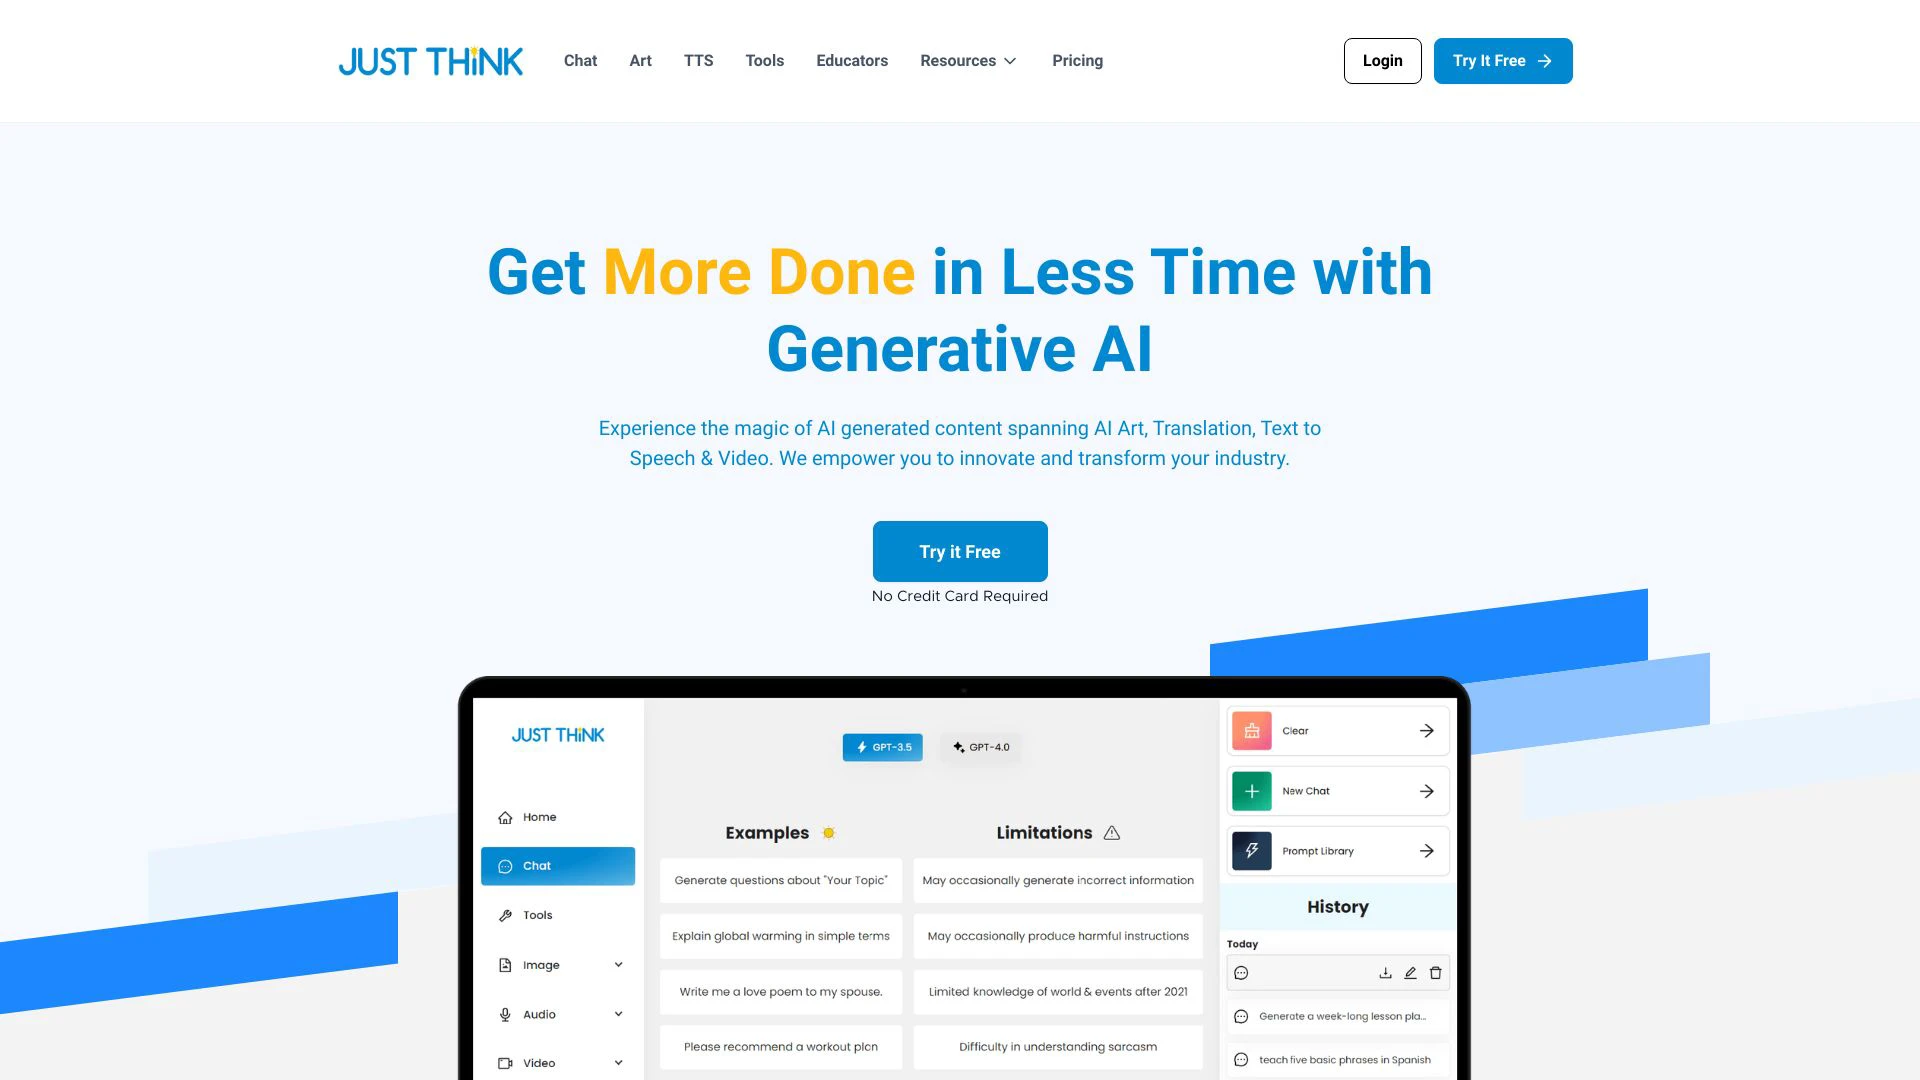 JUST THiNK
Chat
Art
TTS
Tools
Educators
Resources
Pricing
Login
Try It Free
Get More Done in Less Time with
Generative AI
Experience the magic of AI generated content spanning AI Art, Translation, Text to
Speech & Video. We empower you to innovate and transform your industry.
Try it Free
No Credit Card Required
JUST THiNK
Home
Chat
Tools
Image
Audio
Video
GPT-3.5
GPT-4.0
Examples
Generate questions about "Your Topic"
Explain global warming in simple terms
Write me a love poem to my spouse.
Please recommend a workout plan
Limitations
May occasionally generate incorrect information
May occasionally produce harmful instructions
Limited knowledge of world & events after 2021
Difficulty in understanding sarcasm
Clear
New Chat
Prompt Library
History
Today
Generate a week-long lesson pla...
teach five basic phrases in Spanish